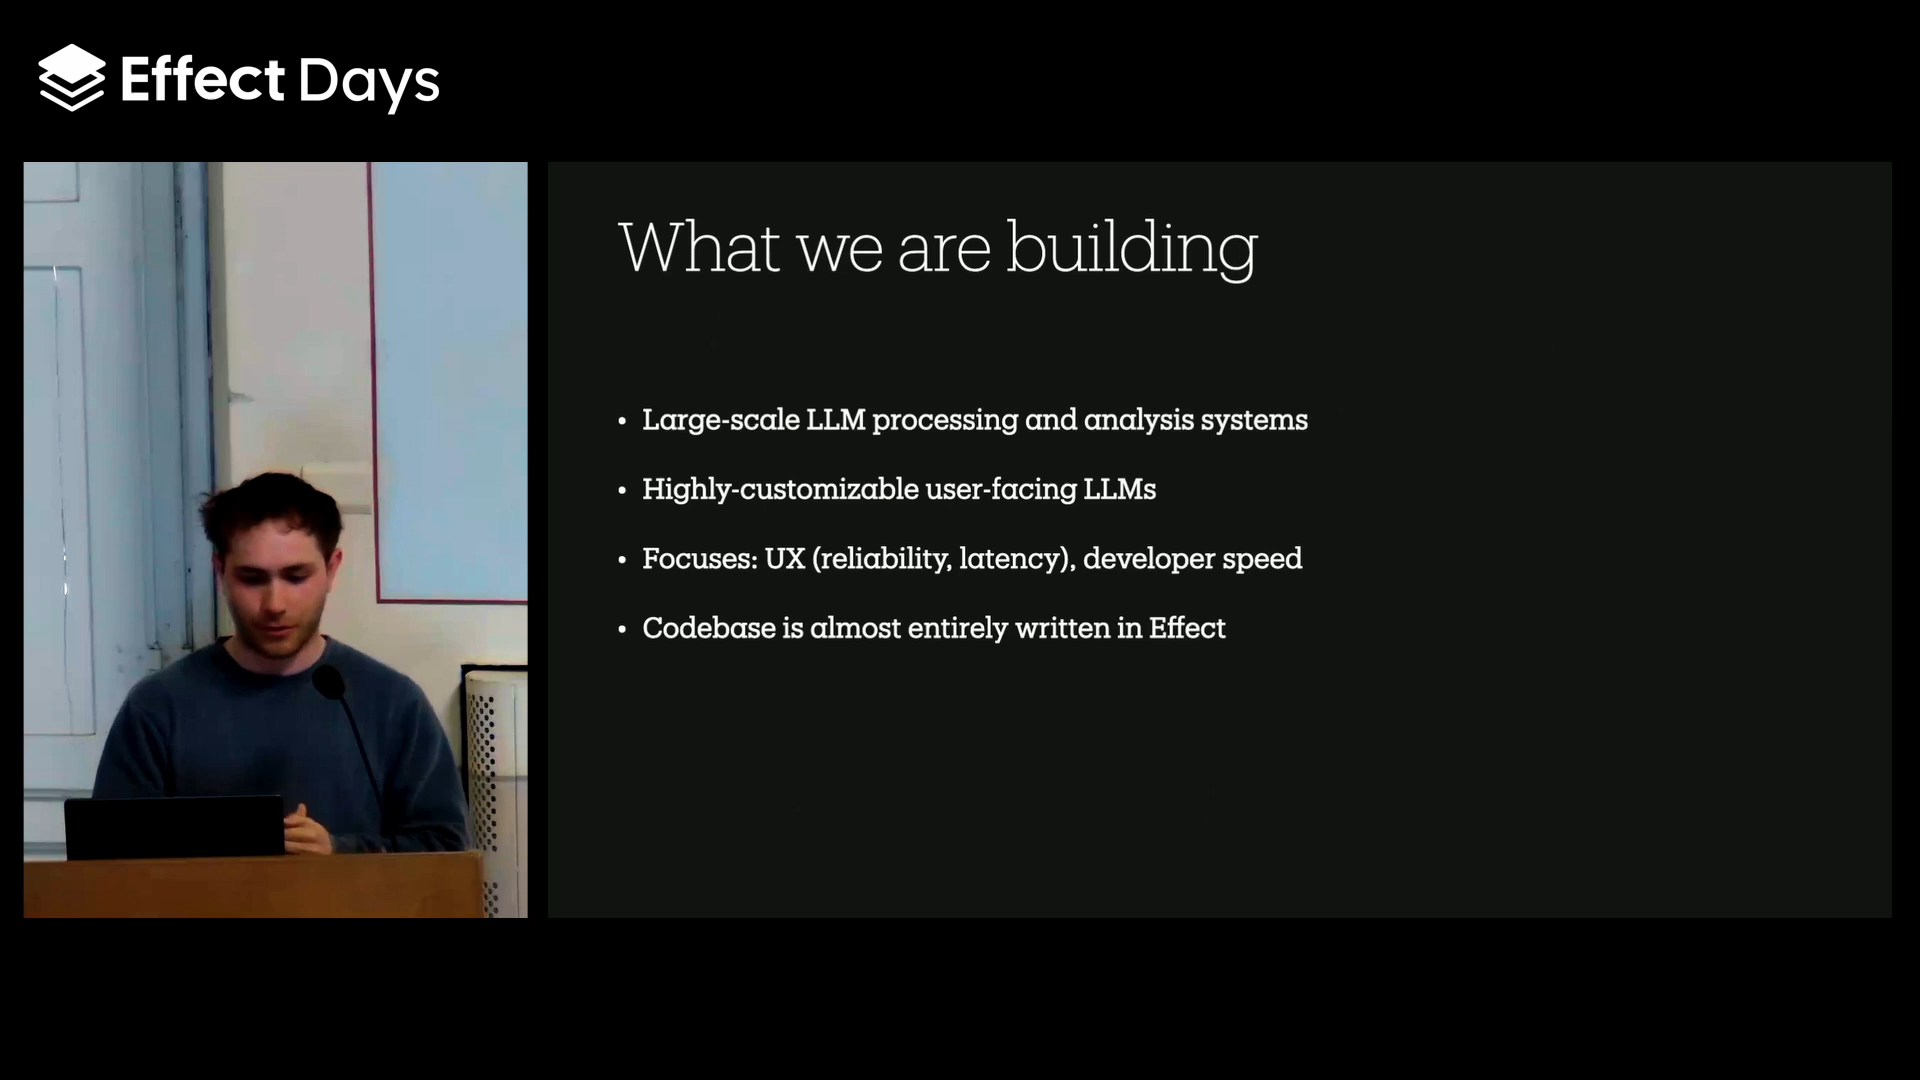 Effect Days
What we are building
• Large-scale LLM processing and analysis systems
• Highly-customizable user-facing LLMs
• Focuses: UX (reliability, latency), developer speed
• Codebase is almost entirely written in Effect